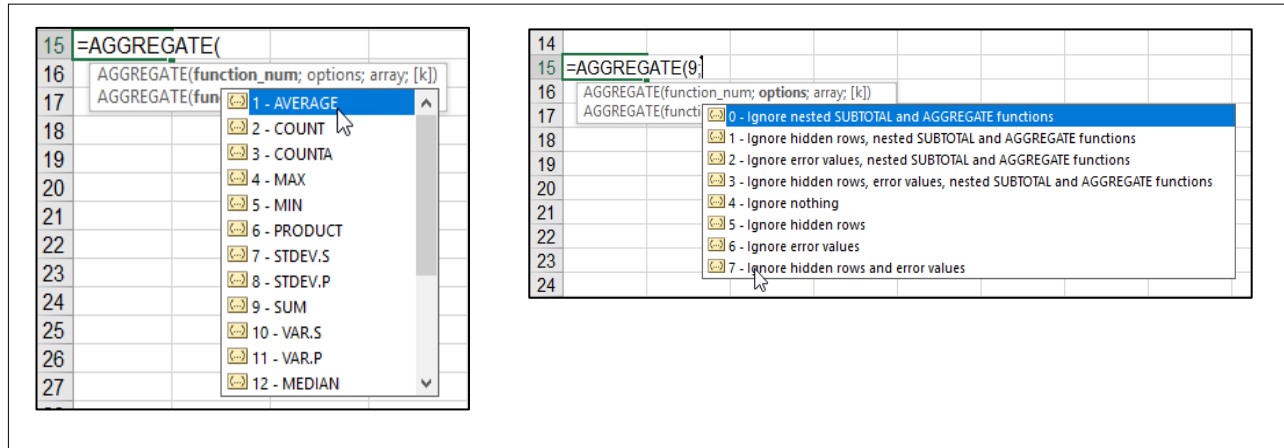 15 =AGGREGATE(
16 AGGREGATE(function_num; options; array; [k])
17 AGGREGATE(fun
1 - AVERAGE
18 2 - COUNT
19 3 - COUNTA
20 4 - MAX
21 5 - MIN
22 6 - PRODUCT
23 7 - STDEV.S
24 8 - STDEV.P
25 9 - SUM
26 10 - VAR.S
27 11 - VAR.P
12 - MEDIAN
14
15 =AGGREGATE(9;
16 AGGREGATE(function_num; options; array; [k])
17 AGGREGATE(functi
0 - Ignore nested SUBTOTAL and AGGREGATE functions
18 1 - Ignore hidden rows, nested SUBTOTAL and AGGREGATE functions
19 2 - Ignore error values, nested SUBTOTAL and AGGREGATE functions
20 3 - Ignore hidden rows, error values, nested SUBTOTAL and AGGREGATE functions
21 4 - Ignore nothing
22 5 - Ignore hidden rows
23 6 - Ignore error values
24 7 - Ignore hidden rows and error values